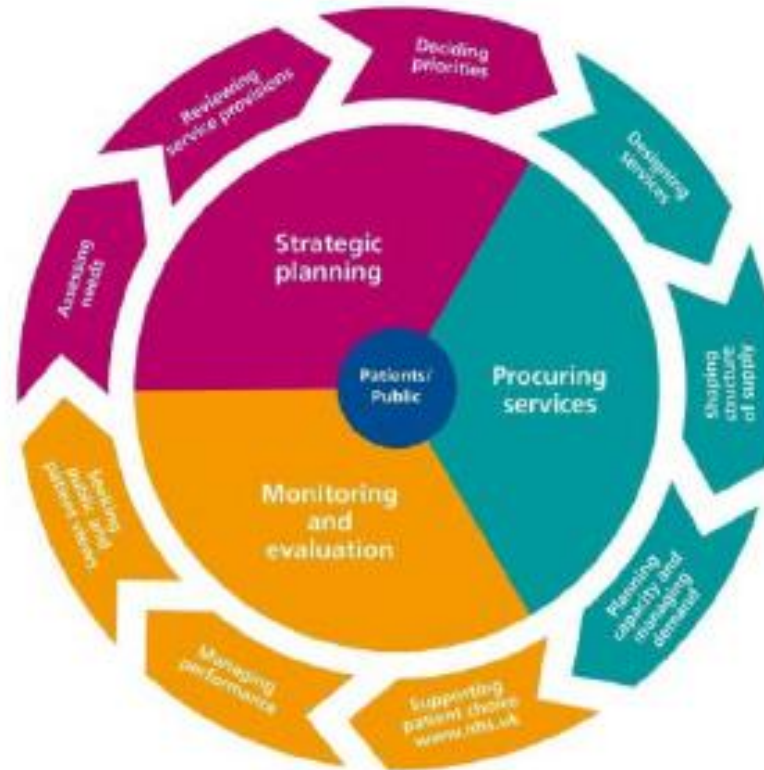 Deciding
priorities
Designing
services
Shaping
structure
of supply
Planning
capacity and
managing
demand
Supporting
patient choice
www.nhs.uk
Managing
performance
Seeking
public and
patient views
Assessing
needs
Reviewing
service provisions
Strategic
planning
Procuring
services
Monitoring
and
evaluation
Patients/
Public